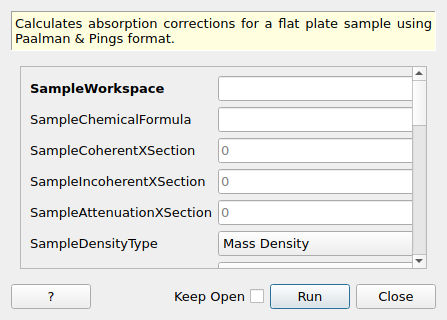 Calculates absorption corrections for a flat plate sample using
Paalman & Pings format.
SampleWorkspace
SampleChemicalFormula
SampleCoherentXSection 0
SampleIncoherentXSection 0
SampleAttenuationXSection 0
SampleDensityType Mass Density
? Keep Open Run Close